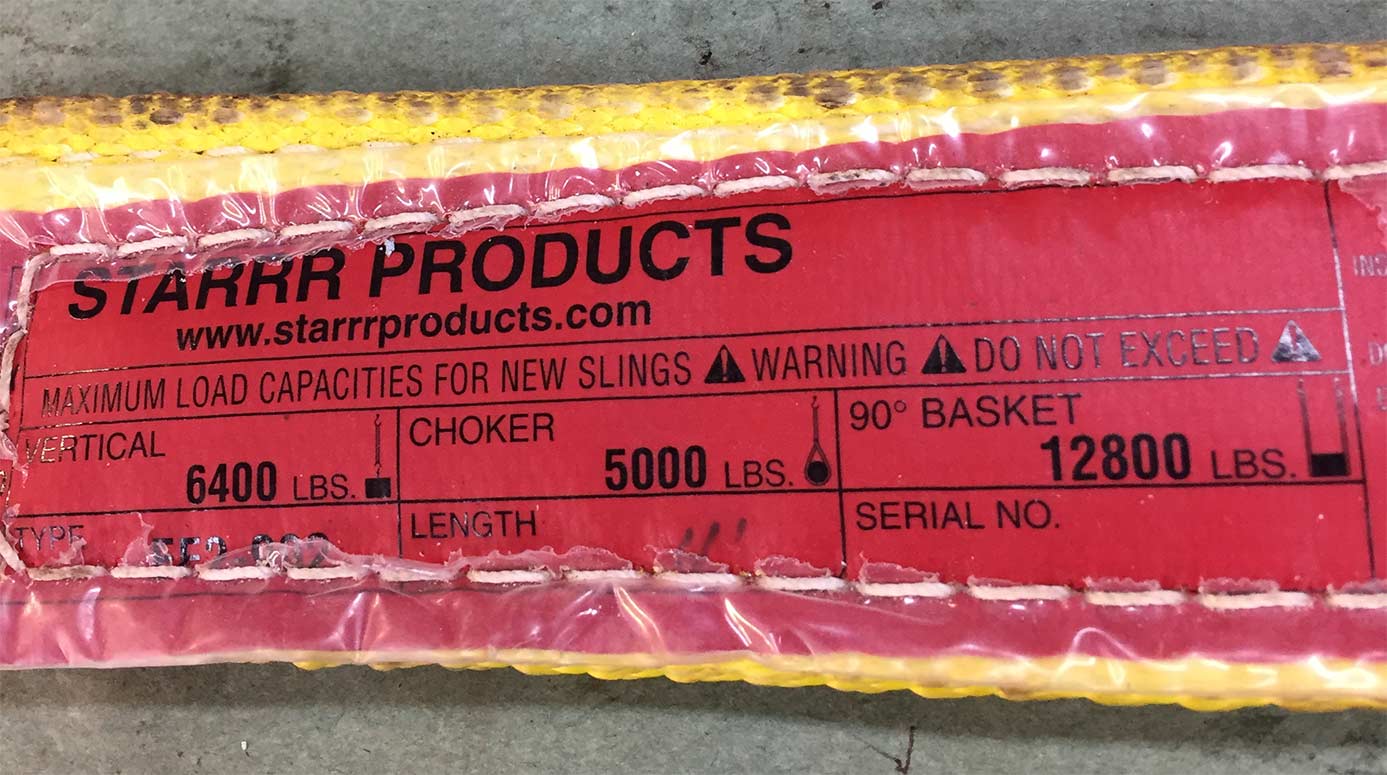 STARRR PRODUCTS
www.starrrproducts.com
MAXIMUM LOAD CAPACITIES FOR NEW SLINGS WARNING DO NOT EXCEED
VERTICAL
6400 LBS.
CHOKER
5000 LBS.
90° BASKET
12800 LBS.
TYPE
LENGTH
SERIAL NO.